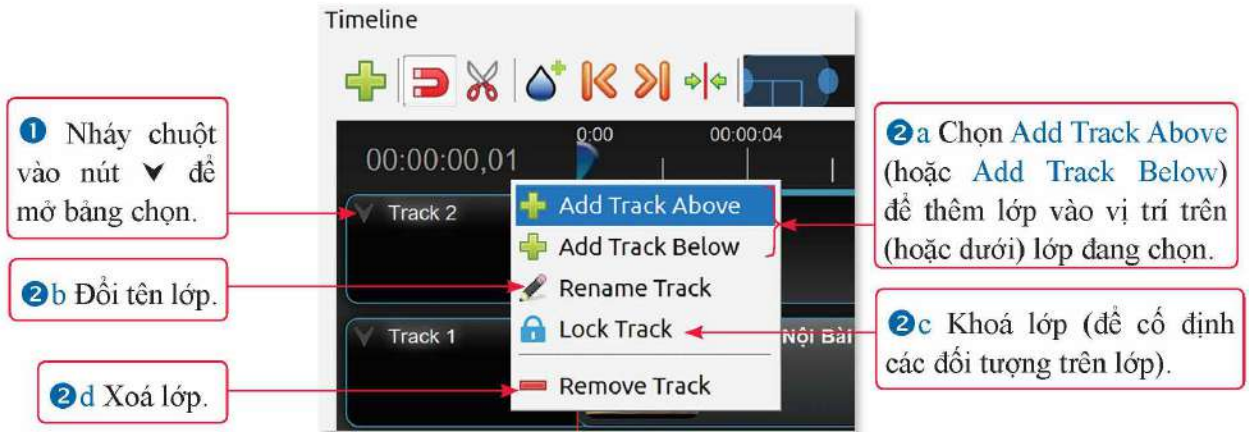 Timeline
0:00
00:00:04
00:00:00,01
❶ Nháy chuột
vào nút ⮟ để
mở bảng chọn.
Track 2
Add Track Above
Add Track Below
Rename Track
Lock Track
Remove Track
❷a Chọn Add Track Above
(hoặc Add Track Below)
để thêm lớp vào vị trí trên
(hoặc dưới) lớp đang chọn.
❷b Đổi tên lớp.
Track 1
Nội Bài
❷c Khoá lớp (để cố định
các đối tượng trên lớp).
❷d Xoá lớp.